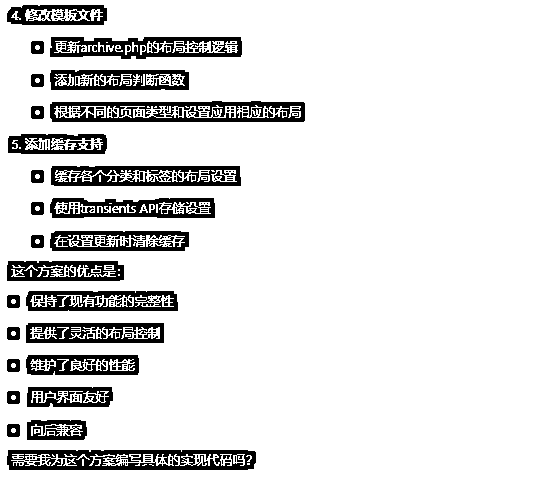 4. 修改模板文件
更新archive.php的布局控制逻辑
添加新的布局判断函数
根据不同的页面类型和设置应用相应的布局
5. 添加缓存支持
缓存各个分类和标签的布局设置
使用transients API存储设置
在设置更新时清除缓存
这个方案的优点是：
保持了现有功能的完整性
提供了灵活的布局控制
维护了良好的性能
用户界面友好
向后兼容
需要我为这个方案编写具体的实现代码吗？